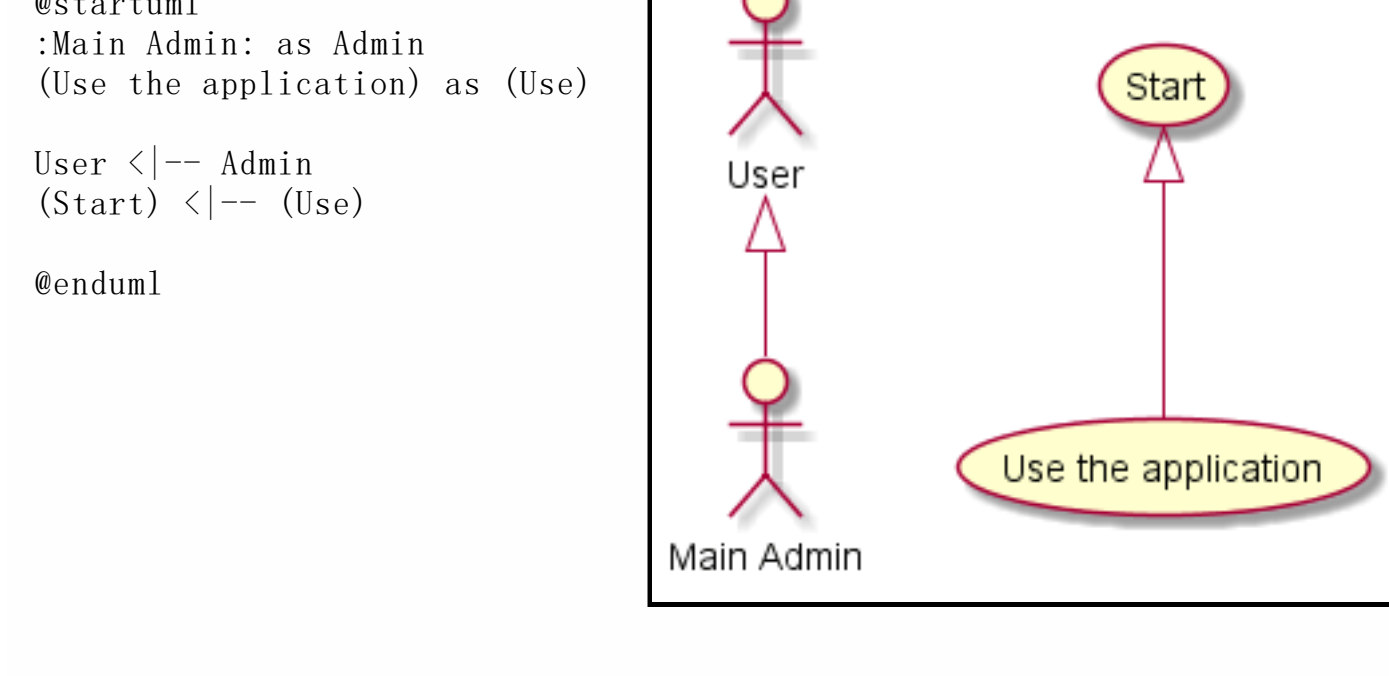 @startuml
:Main Admin: as Admin
(Use the application) as (Use)
User <|-- Admin
(Start) <|-- (Use)
@enduml
Start
User
Use the application
Main Admin